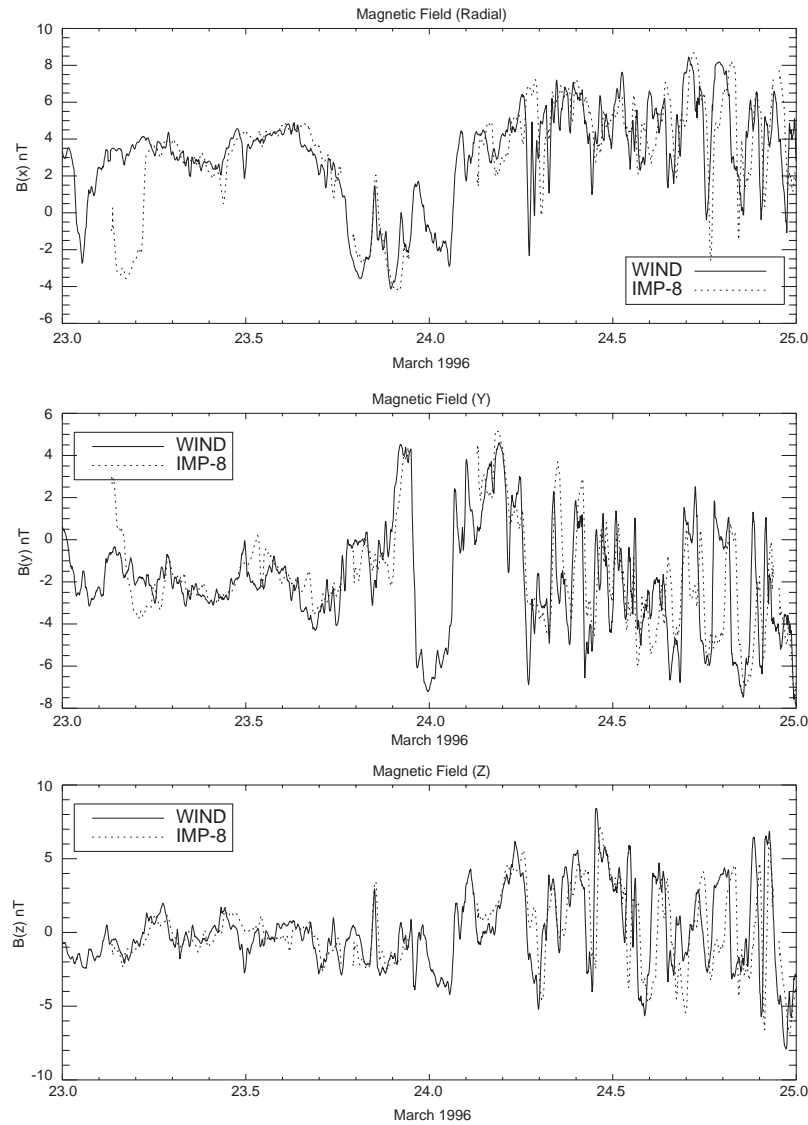 Magnetic Field (Radial)
10
8
6
4
2
0
-2
-4
-6
B(x) nT
WIND
IMP-8
23.0 23.5 24.0 24.5 25.0
March 1996
Magnetic Field (Y)
6
4
2
0
-2
-4
-6
-8
B(y) nT
WIND
IMP-8
23.0 23.5 24.0 24.5 25.0
March 1996
Magnetic Field (Z)
10
5
0
-5
-10
B(z) nT
WIND
IMP-8
23.0 23.5 24.0 24.5 25.0
March 1996